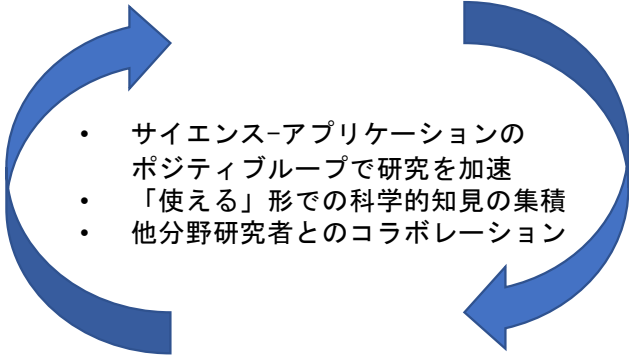 • サイエンス-アプリケーションの
ポジティブループで研究を加速
• 「使える」形での科学的知見の集積
• 他分野研究者とのコラボレーション